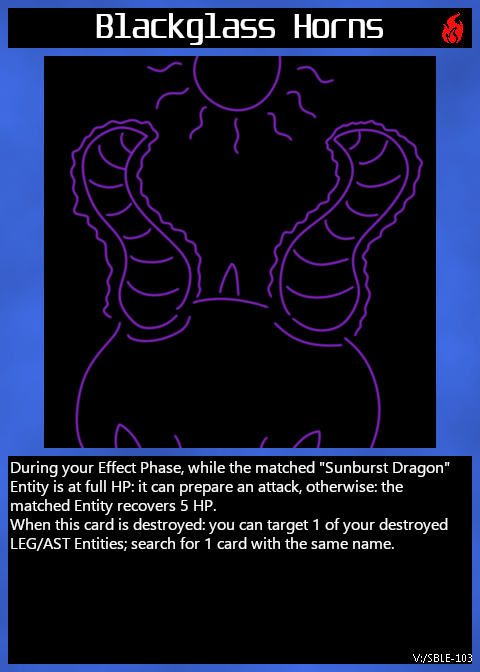 Blackglass Horns
During your Effect Phase, while the matched "Sunburst Dragon"
Entity is at full HP: it can prepare an attack, otherwise: the
matched Entity recovers 5 HP.
When this card is destroyed: you can target 1 of your destroyed
LEG/AST Entities; search for 1 card with the same name.
V:/SBLE-103